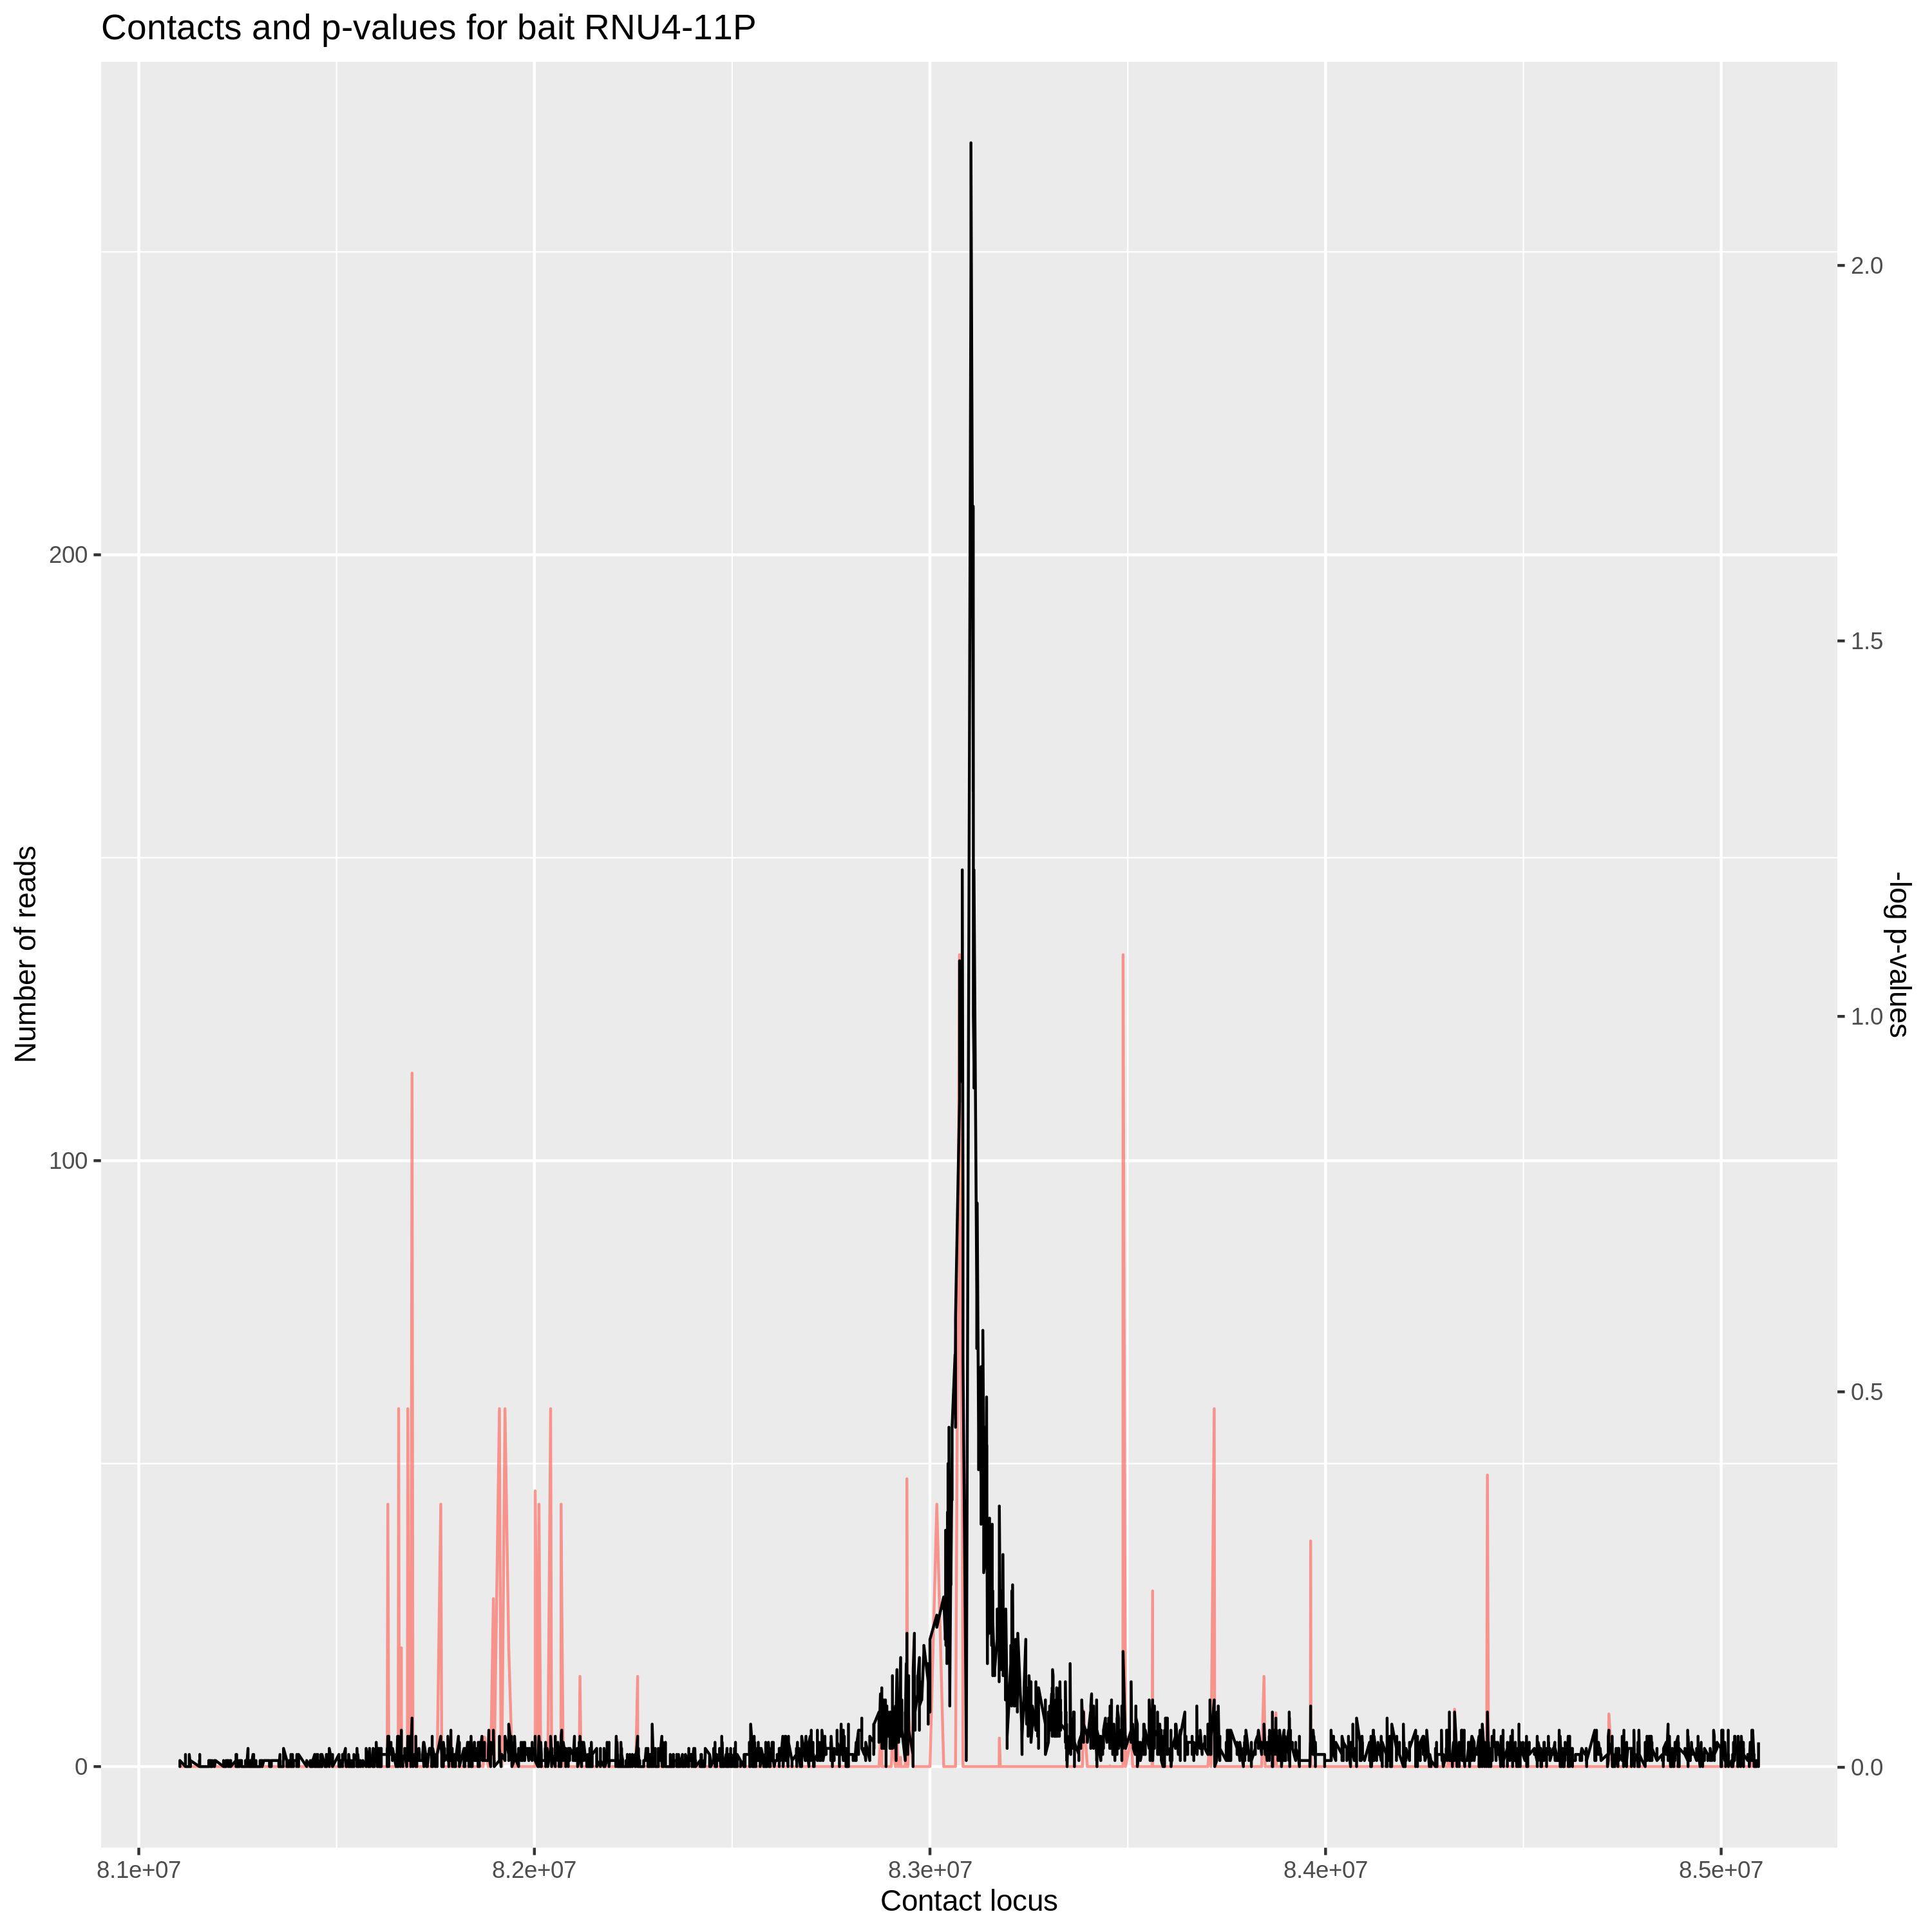 Contacts and p-values for bait RNU4-11P
Number of reads
200
100
0
2.0
1.5
1.0
0.5
0.0
-log p-values
8.1e+07
8.2e+07
8.3e+07
8.4e+07
8.5e+07
Contact locus